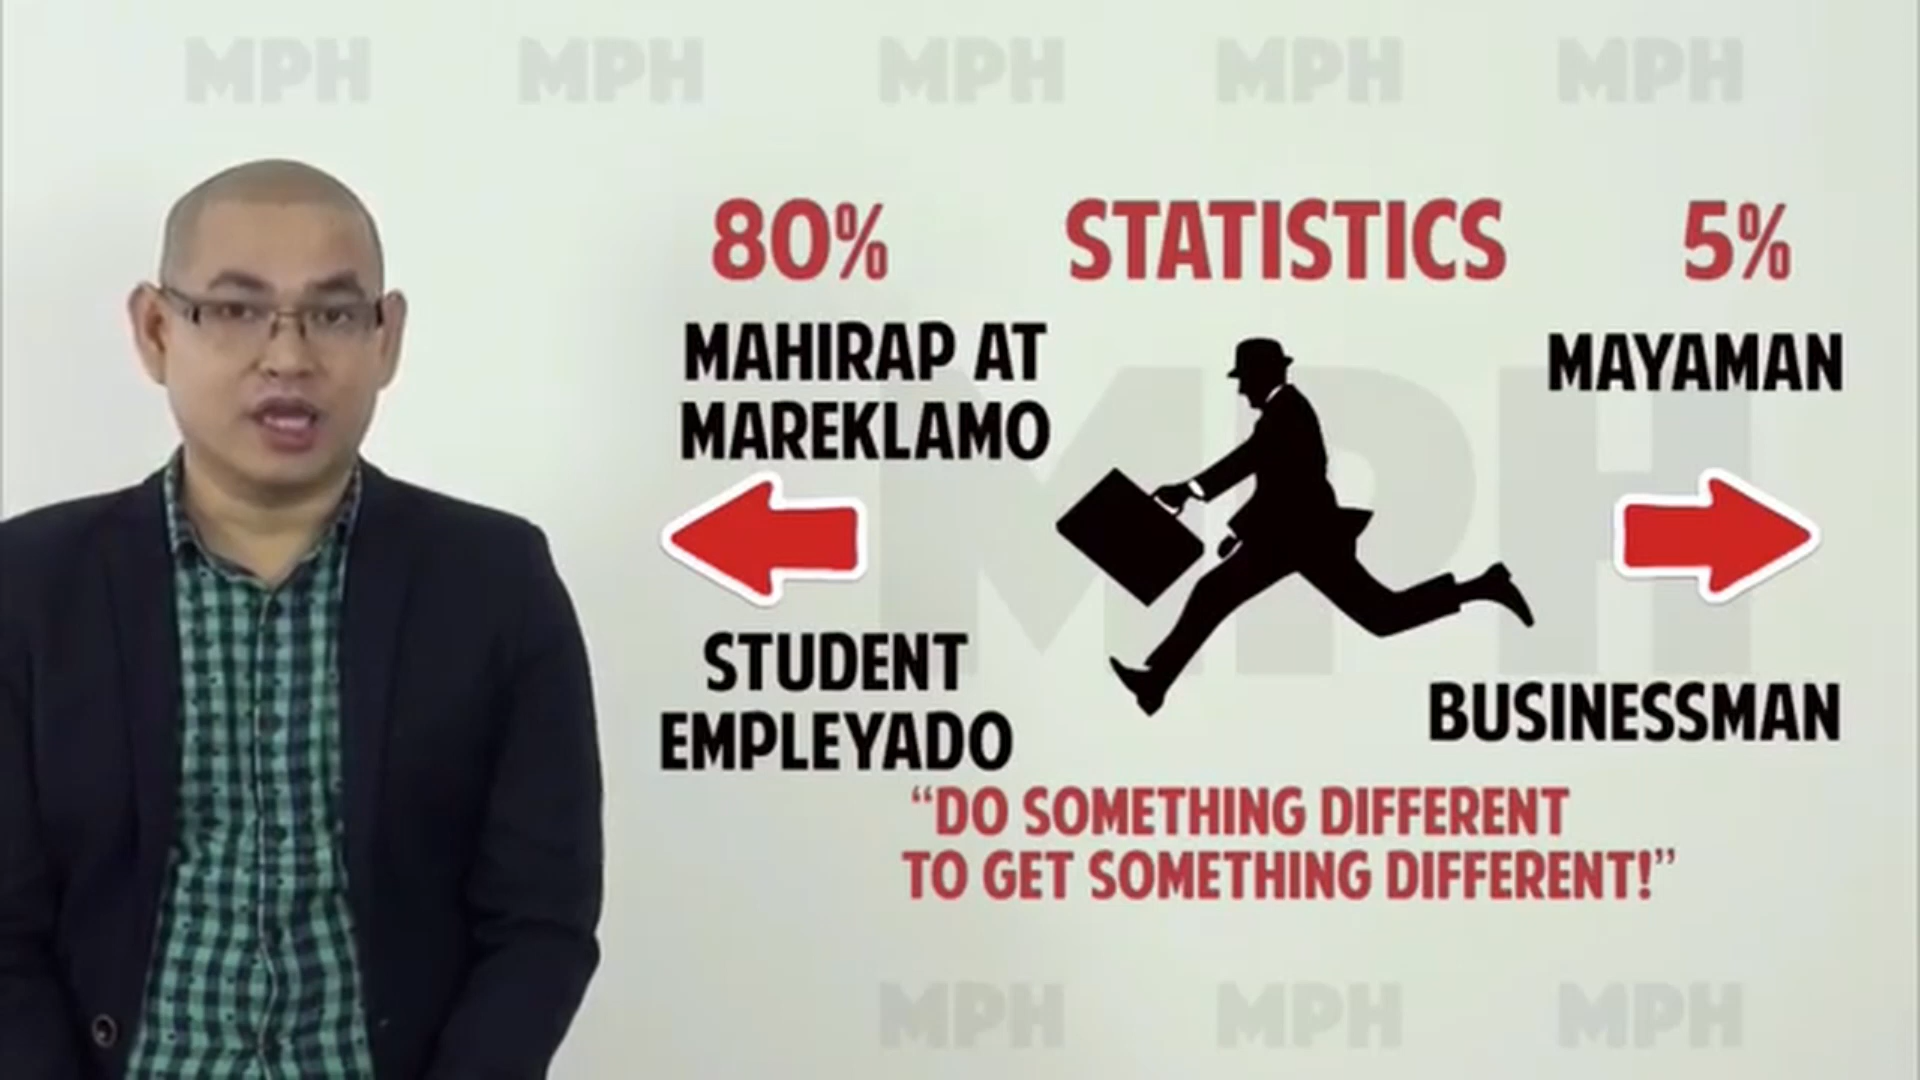 MPH MPH MPH MPH MPH
80% STATISTICS 5%
MAHIRAP AT
MAREKLAMO
MAYAMAN
MPH
STUDENT
EMPLEYADO
BUSINESSMAN
“DO SOMETHING DIFFERENT
TO GET SOMETHING DIFFERENT!”
MPH MPH MPH